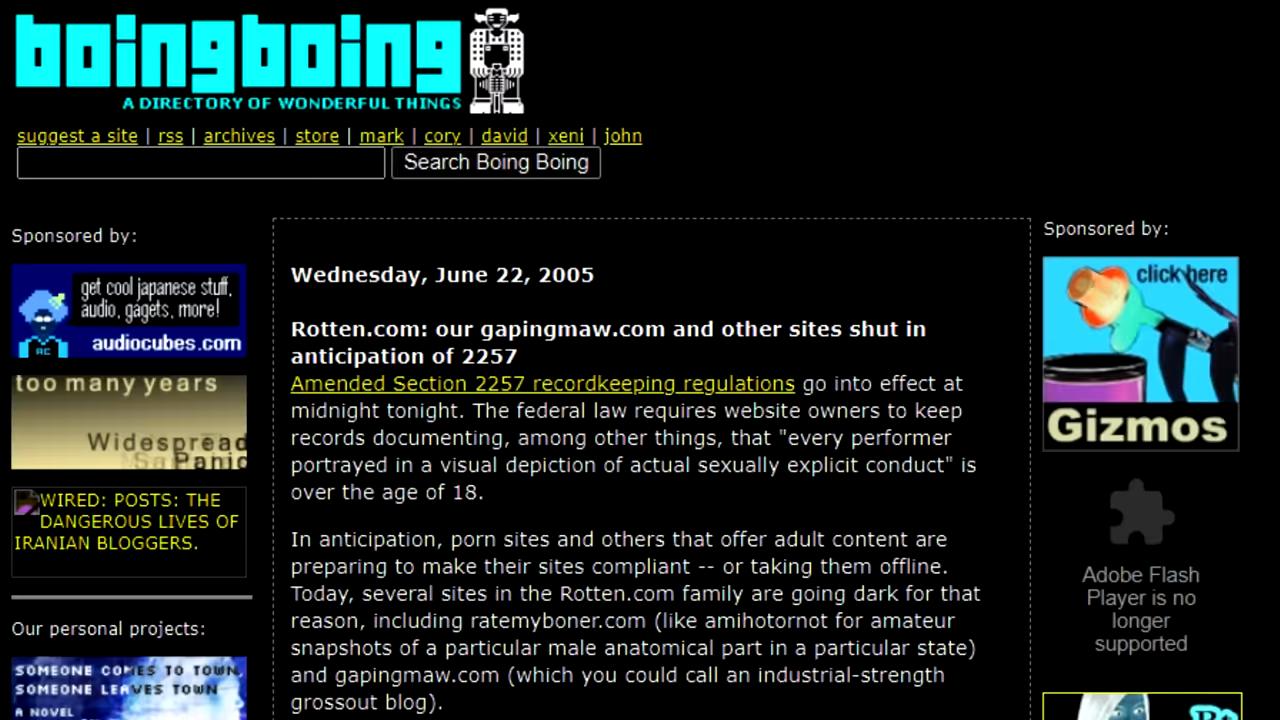 boingboing
A DIRECTORY OF WONDERFUL THINGS
suggest a site | rss | archives | store | mark | cory | david | xeni | john
Search Boing Boing
Sponsored by:
get cool japanese stuff,
audio, gagets, more!
AC
audiocubes.com
too many years
Widespread
Panic
WIRED: POSTS: THE
DANGEROUS LIVES OF
IRANIAN BLOGGERS.
Our personal projects:
SOMEONE COMES TO TOWN,
SOMEONE LEAVES TOWN
A NOVEL
Wednesday, June 22, 2005
Rotten.com: our gapingmaw.com and other sites shut in
anticipation of 2257
Amended Section 2257 recordkeeping regulations go into effect at
midnight tonight. The federal law requires website owners to keep
records documenting, among other things, that "every performer
portrayed in a visual depiction of actual sexually explicit conduct" is
over the age of 18.
In anticipation, porn sites and others that offer adult content are
preparing to make their sites compliant -- or taking them offline.
Today, several sites in the Rotten.com family are going dark for that
reason, including ratemyboner.com (like amihotornot for amateur
snapshots of a particular male anatomical part in a particular state)
and gapingmaw.com (which you could call an industrial-strength
grossout blog).
Sponsored by:
click here
Gizmos
Adobe Flash
Player is no
longer
supported